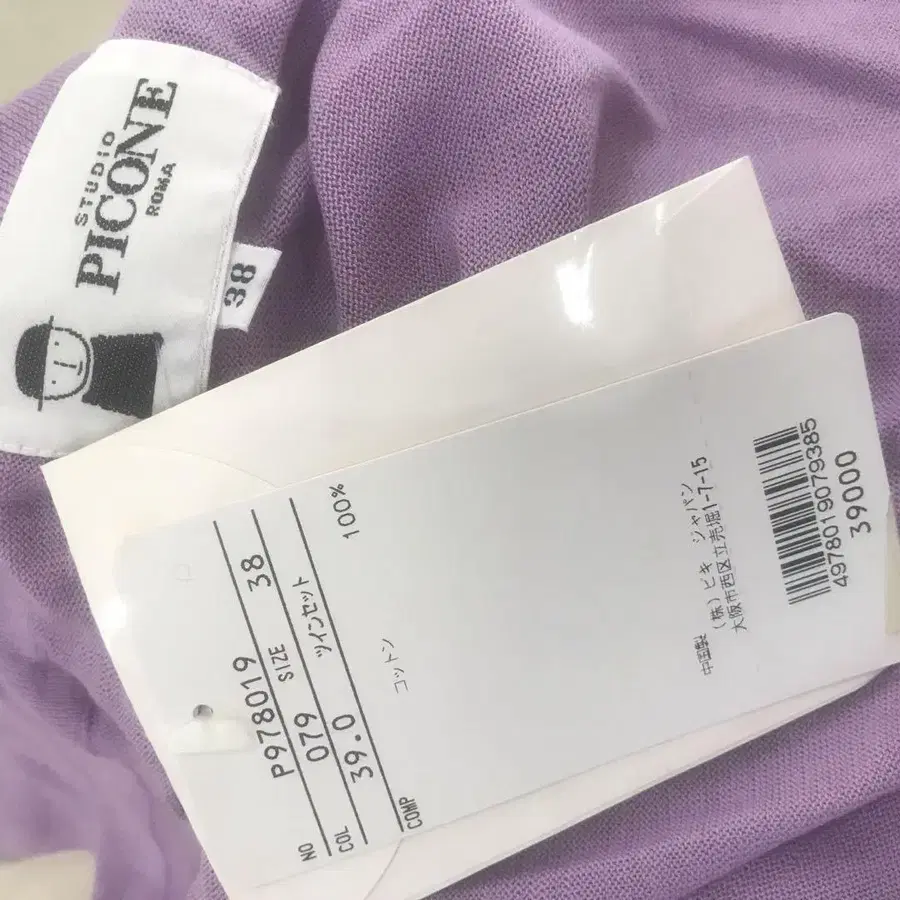 STUDIO
PICONE
ROMA
38
NO P978019 SIZE 38
COL 079 ツインセット
39.0
COMP 100%
コットン
中国製 (株)ビキ ジャパン
大阪市西区立売堀1-7-15
4978019079385
39000